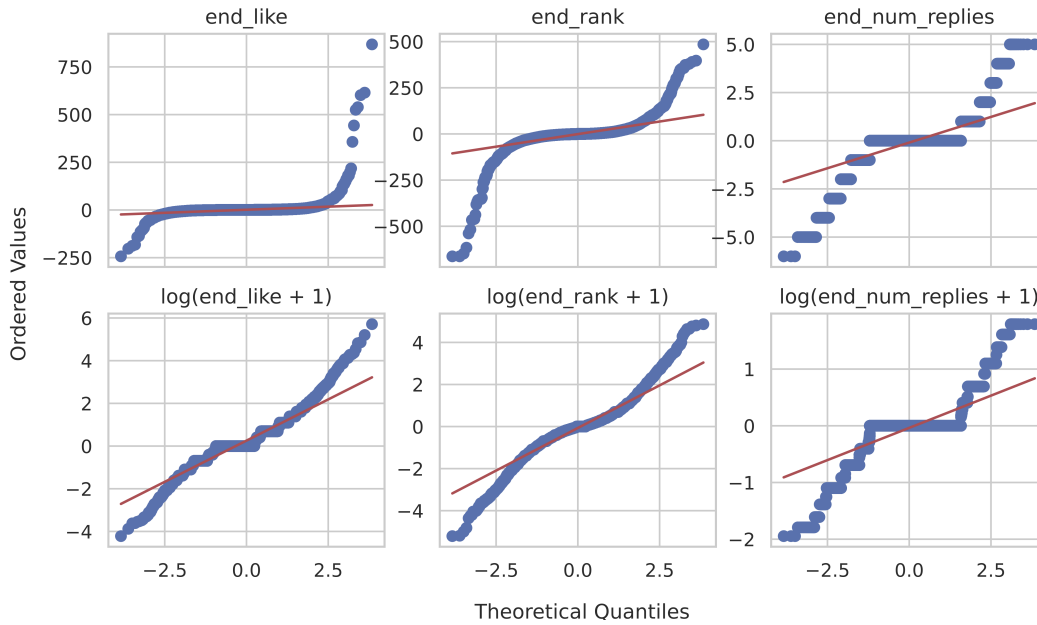 end_like
end_rank
end_num_replies
750
500
250
0
−250
500
250
0
−250
−500
5.0
2.5
0.0
−2.5
−5.0
Ordered Values
log(end_like + 1)
log(end_rank + 1)
log(end_num_replies + 1)
6
4
2
0
−2
−4
4
2
0
−2
−4
1
0
−1
−2
−2.5 0.0 2.5
−2.5 0.0 2.5
−2.5 0.0 2.5
Theoretical Quantiles